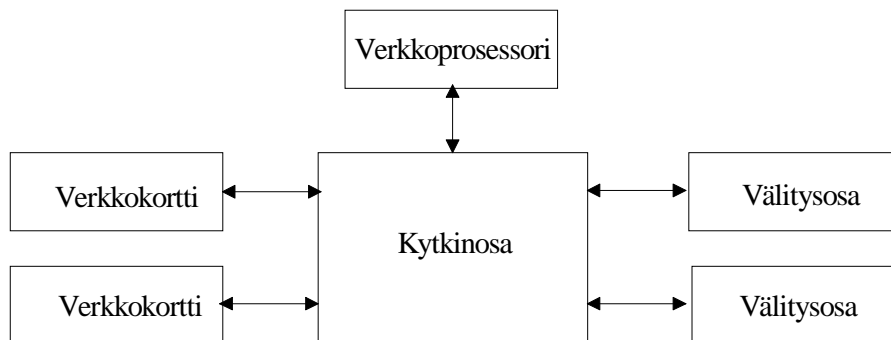 Verkkoprosessori
Verkkokortti
Välitysosa
Kytkinosa
Verkkokortti
Välitysosa